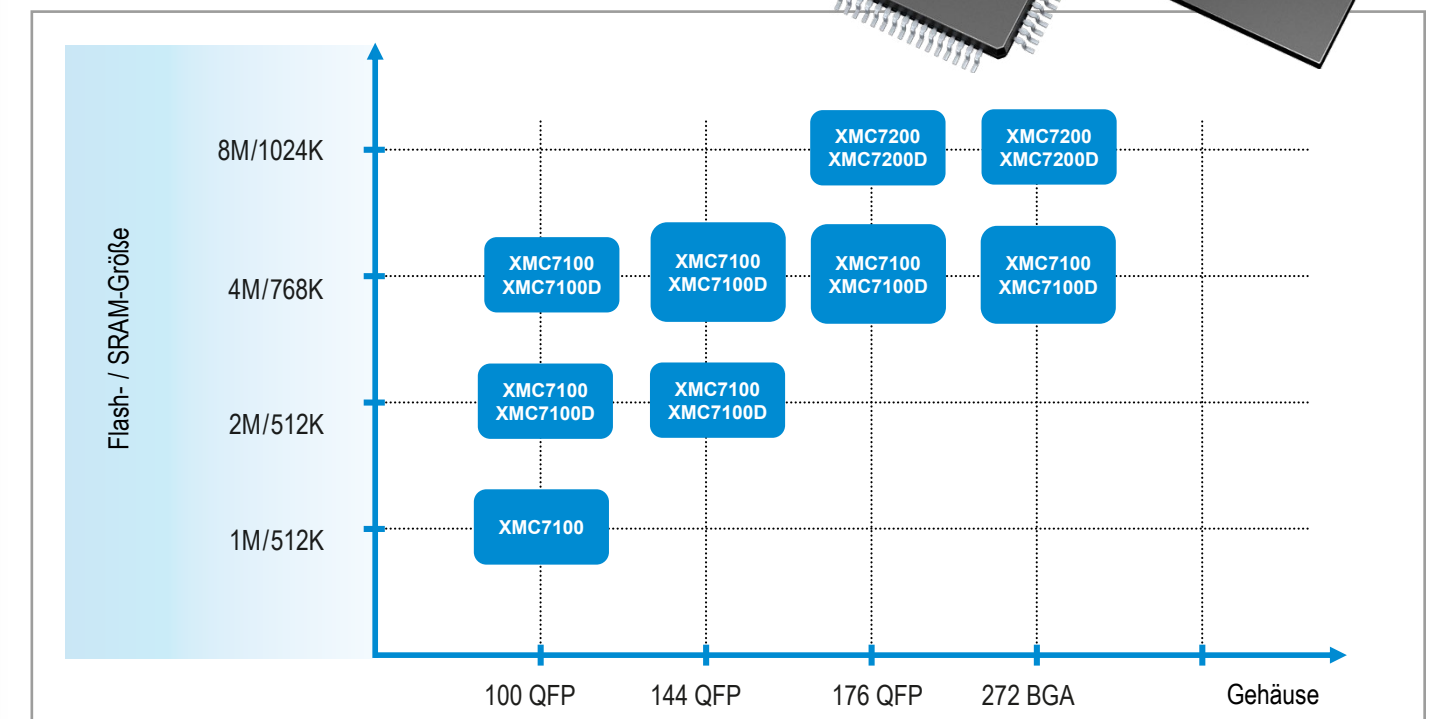 Flash- / SRAM-Größe
8M/1024K
XMC7200
XMC7200D
XMC7200
XMC7200D
4M/768K
XMC7100
XMC7100D
XMC7100
XMC7100D
XMC7100
XMC7100D
XMC7100
XMC7100D
2M/512K
XMC7100
XMC7100D
XMC7100
XMC7100D
1M/512K
XMC7100
100 QFP
144 QFP
176 QFP
272 BGA
Gehäuse